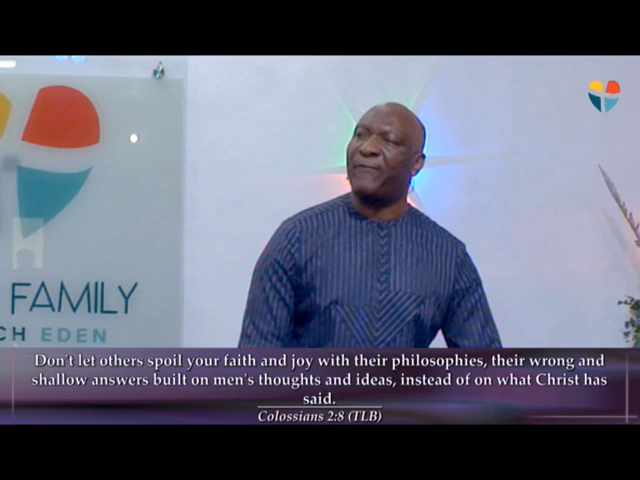 FAMILY
CH EDEN
Don't let others spoil your faith and joy with their philosophies, their wrong and
shallow answers built on men's thoughts and ideas, instead of on what Christ has
said.
Colossians 2:8 (TLB)